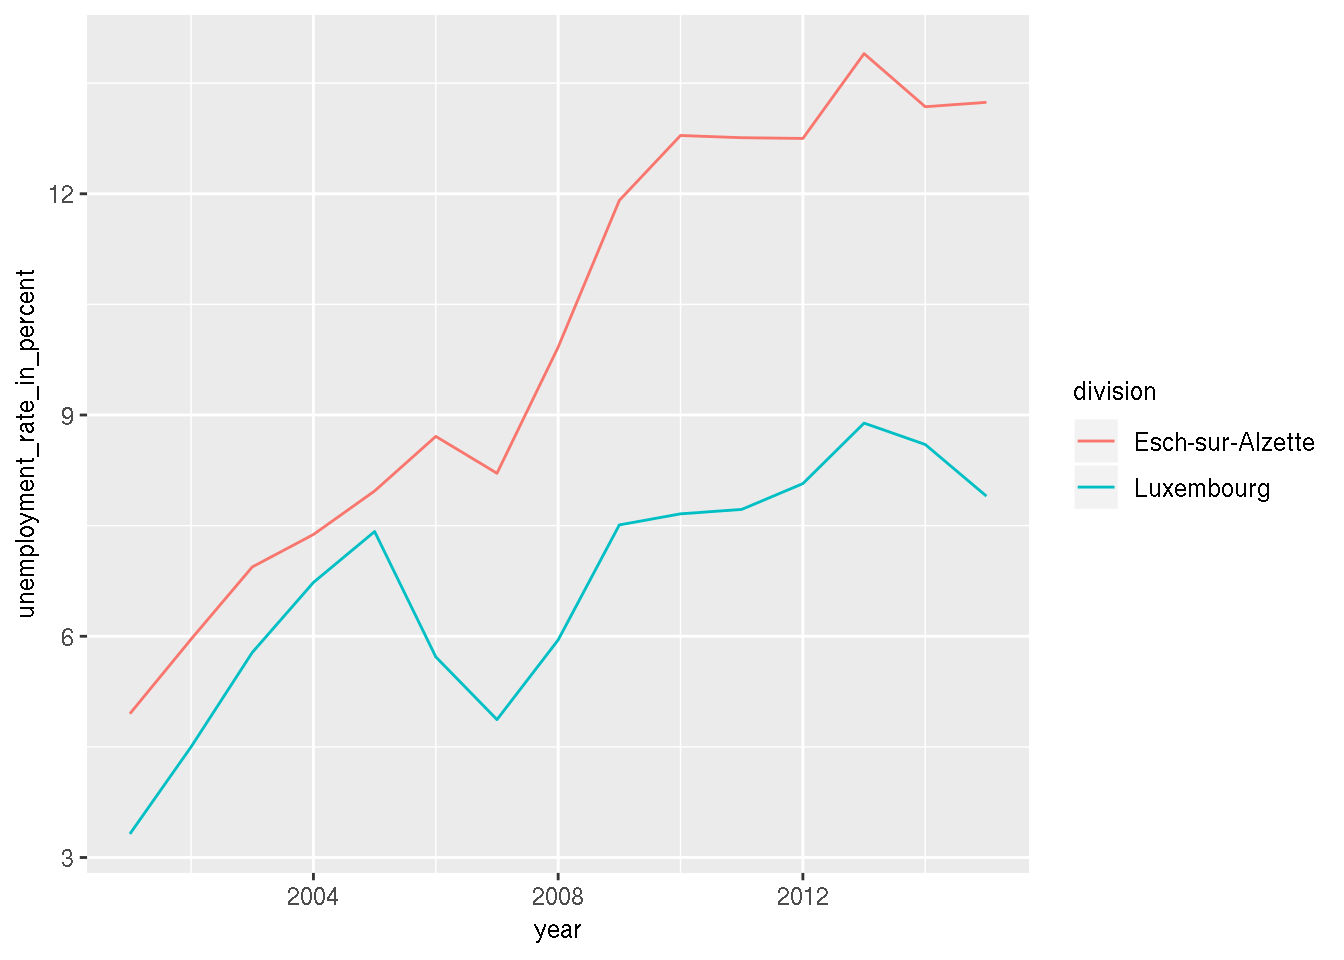 unemployment_rate_in_percent
12
9
6
3
2004
2008
2012
year
division
Esch-sur-Alzette
Luxembourg